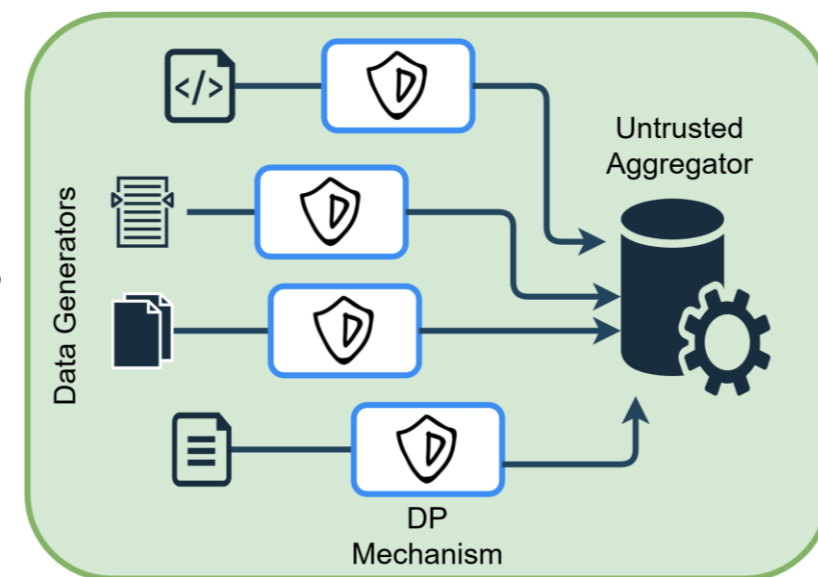 </>
Untrusted
Aggregator
Data Generators
DP
Mechanism